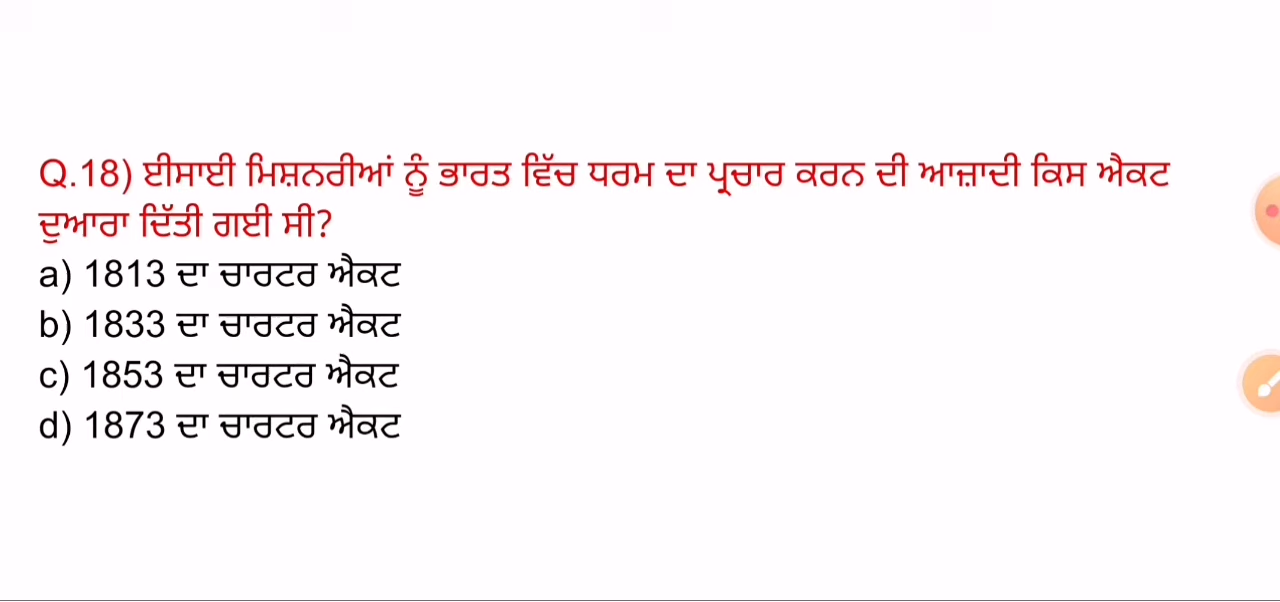 Q.18) ਈਸਾਈ ਮਿਸ਼ਨਰੀਆਂ ਨੂੰ ਭਾਰਤ ਵਿੱਚ ਧਰਮ ਦਾ ਪ੍ਰਚਾਰ ਕਰਨ ਦੀ ਆਜ਼ਾਦੀ ਕਿਸ ਐਕਟ
ਦੁਆਰਾ ਦਿੱਤੀ ਗਈ ਸੀ?
a) 1813 ਦਾ ਚਾਰਟਰ ਐਕਟ
b) 1833 ਦਾ ਚਾਰਟਰ ਐਕਟ
c) 1853 ਦਾ ਚਾਰਟਰ ਐਕਟ
d) 1873 ਦਾ ਚਾਰਟਰ ਐਕਟ